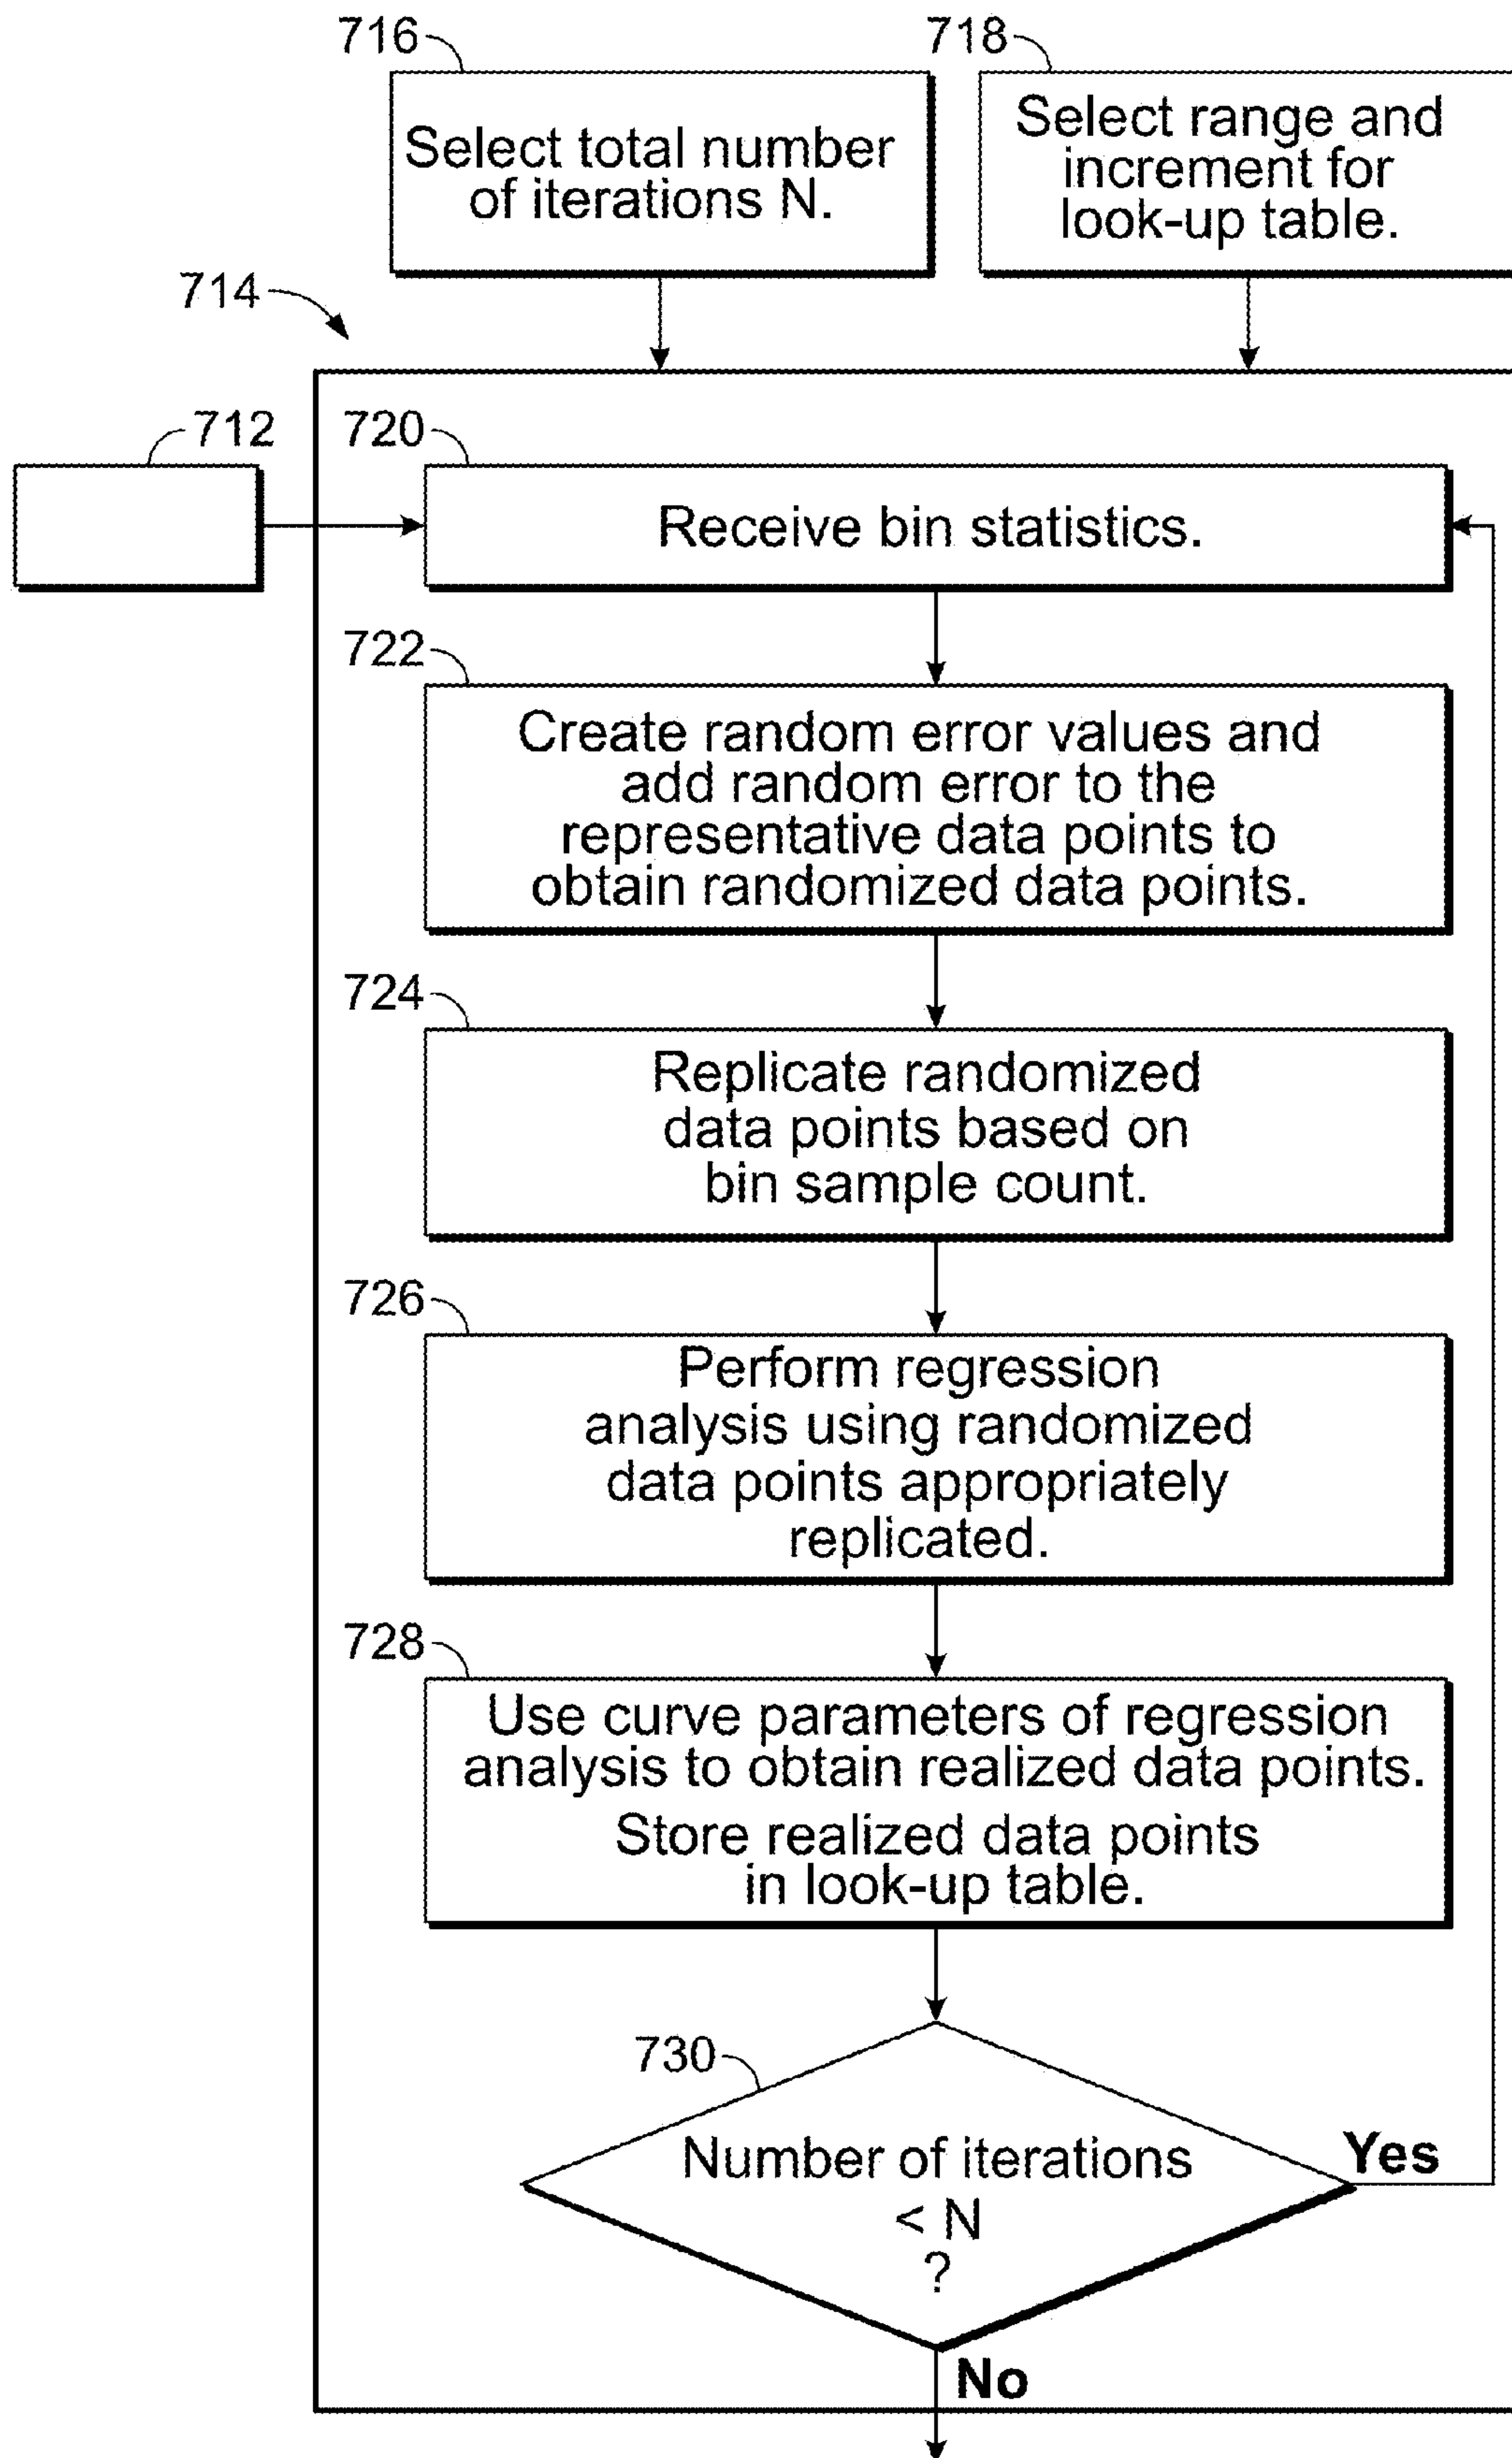 716
718
Select total number
of iterations N.
Select range and
increment for
look-up table.
714
712
720
Receive bin statistics.
722
Create random error values and
add random error to the
representative data points to
obtain randomized data points.
724
Replicate randomized
data points based on
bin sample count.
726
Perform regression
analysis using randomized
data points appropriately
replicated.
728
Use curve parameters of regression
analysis to obtain realized data points.
Store realized data points
in look-up table.
730
Number of iterations
< N
?
Yes
No